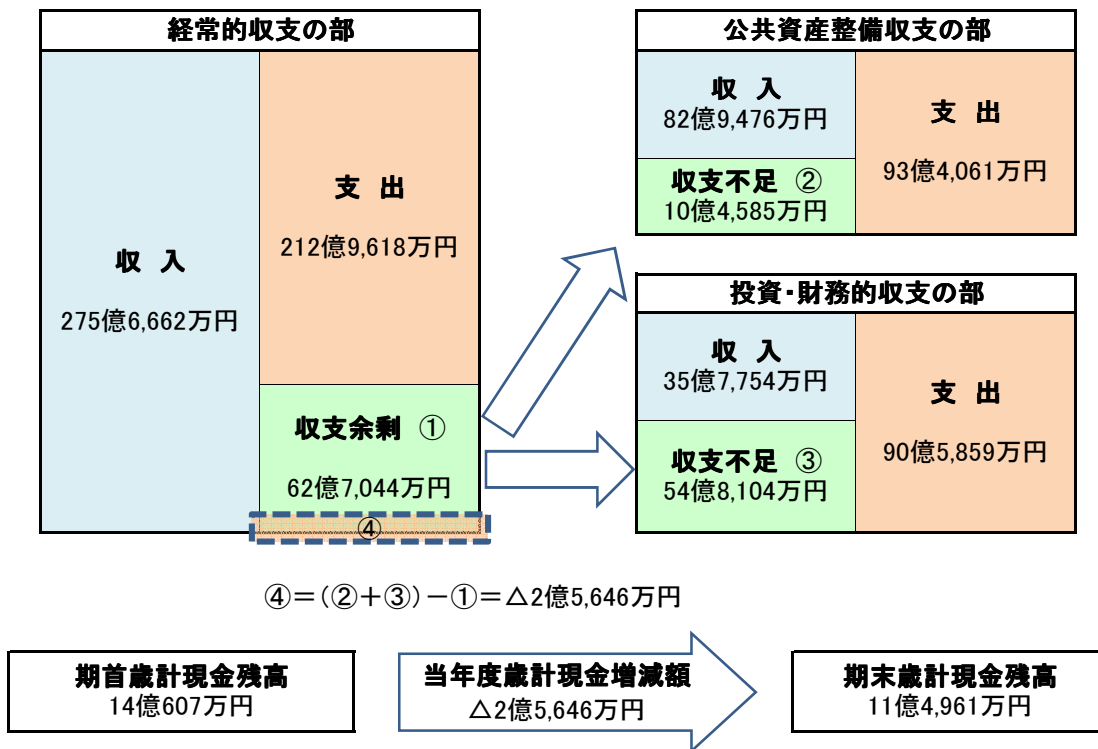 経常的収支の部
収 入
275億6,662万円
支 出
212億9,618万円
収支余剰 ①
62億7,044万円
④
公共資産整備収支の部
収 入
82億9,476万円
収支不足 ②
10億4,585万円
支 出
93億4,061万円
投資・財務的収支の部
収 入
35億7,754万円
収支不足 ③
54億8,104万円
支 出
90億5,859万円
④＝(②＋③)－①＝△2億5,646万円
期首歳計現金残高
14億607万円
当年度歳計現金増減額
△2億5,646万円
期末歳計現金残高
11億4,961万円